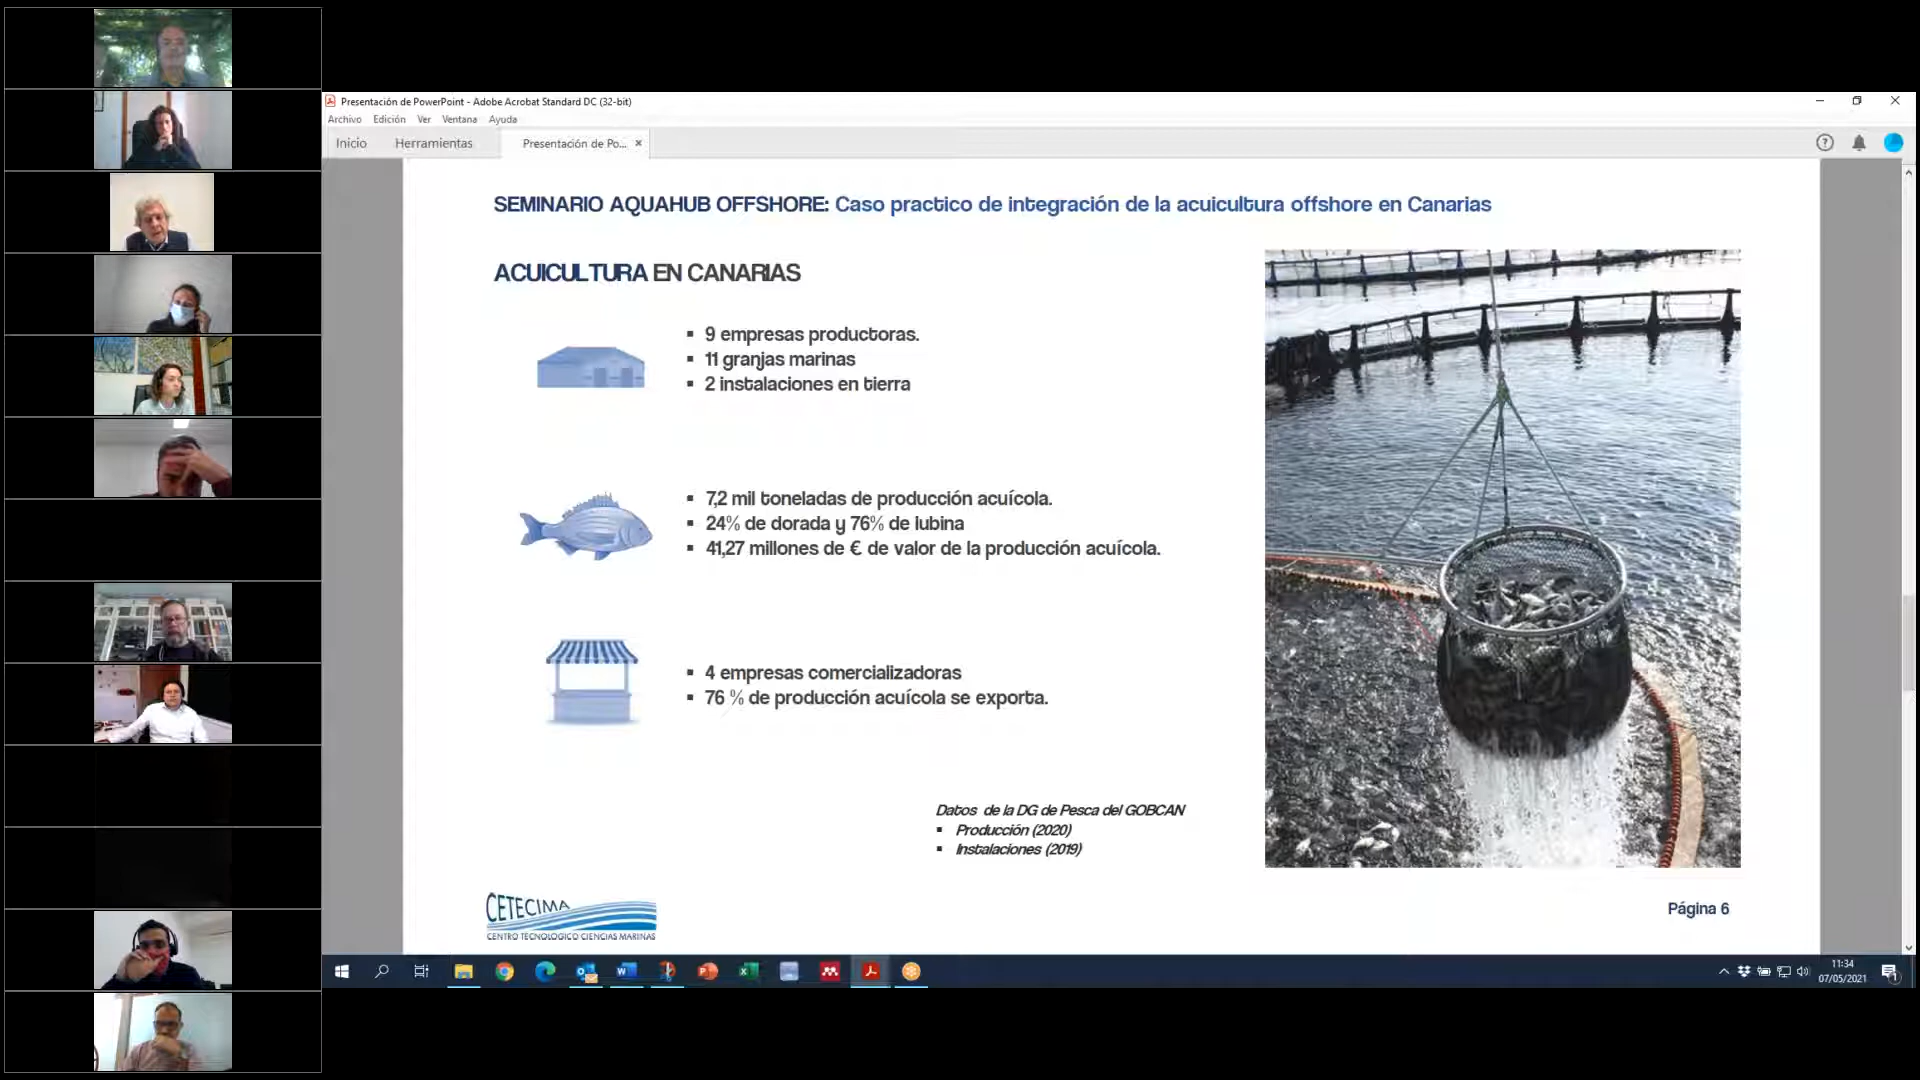 Presentación de PowerPoint - Adobe Acrobat Standard DC (32-bit)
Archivo Edición Ver Ventana Ayuda
Inicio Herramientas Presentación de Po... ×
SEMINARIO AQUAHUB OFFSHORE: Caso practico de integración de la acuicultura offshore en Canarias
ACUICULTURA EN CANARIAS
▪ 9 empresas productoras.
▪ 11 granjas marinas
▪ 2 instalaciones en tierra
▪ 7,2 mil toneladas de producción acuícola.
▪ 24% de dorada y 76% de lubina
▪ 41,27 millones de € de valor de la producción acuícola.
▪ 4 empresas comercializadoras
▪ 76 % de producción acuícola se exporta.
Datos de la DG de Pesca del GOBCAN
▪ Producción (2020)
▪ Instalaciones (2019)
CETECIMA
CENTRO TECNOLÓGICO CIENCIAS MARINAS
Página 6
11:34
07/05/2021